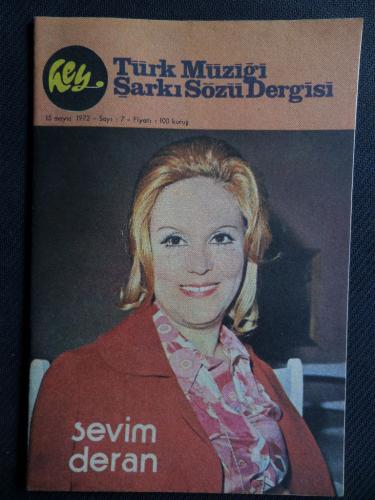 hey
Türk Müziği
Şarkı Sözü Dergisi
15 mayıs 1972 - Sayı : 7 - Fiyatı : 100 kuruş
sevim
deran